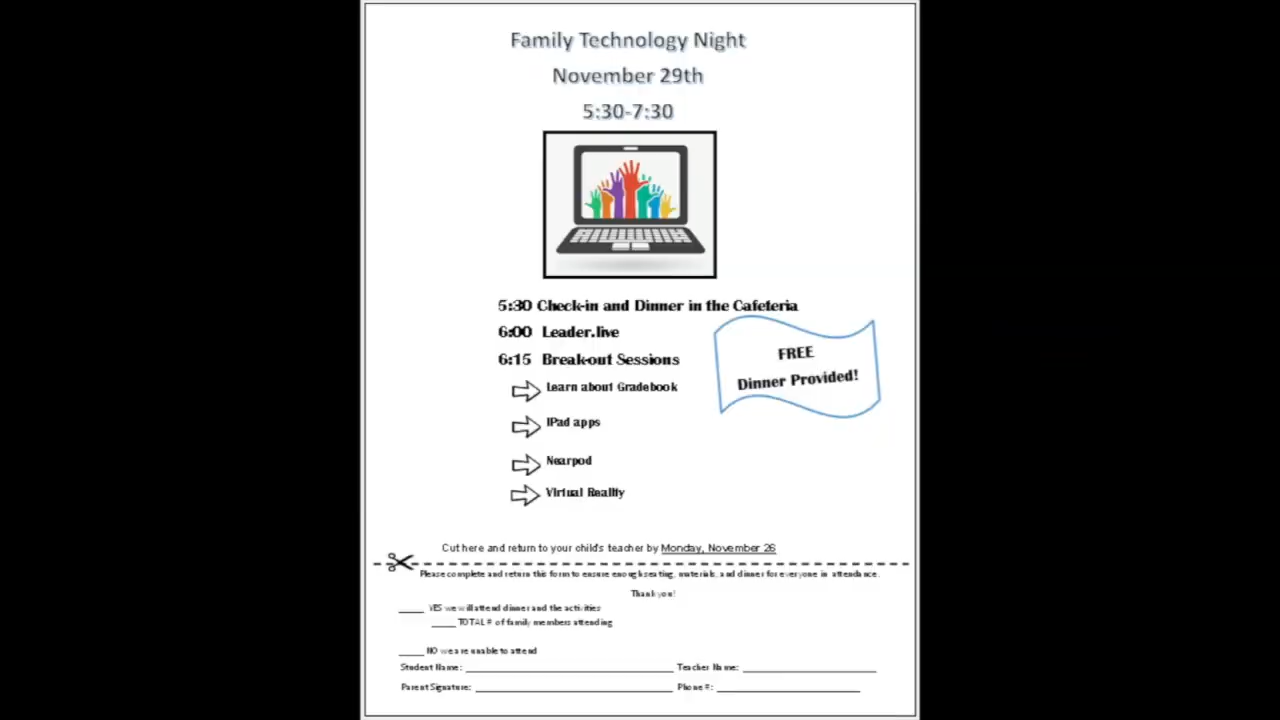 Family Technology Night
November 29th
5:30-7:30
5:30 Check-in and Dinner in the Cafeteria
6:00 Leader.live
6:15 Break-out Sessions
FREE
Dinner Provided!
Learn about Gradebook
IPad apps
Nearpod
Virtual Reality
Cut here and return to your child's teacher by Monday, November 26
Please complete and return this form to ensure enough seating, materials, and dinner for everyone in attendance.
Thank you!
_____ YES we will attend dinner and the activities
_____ TOTAL # of family members attending
_____ NO we are unable to attend
Student Name: ______________________ Teacher Name: ______________________
Parent Signature: ______________________ Phone #: ______________________